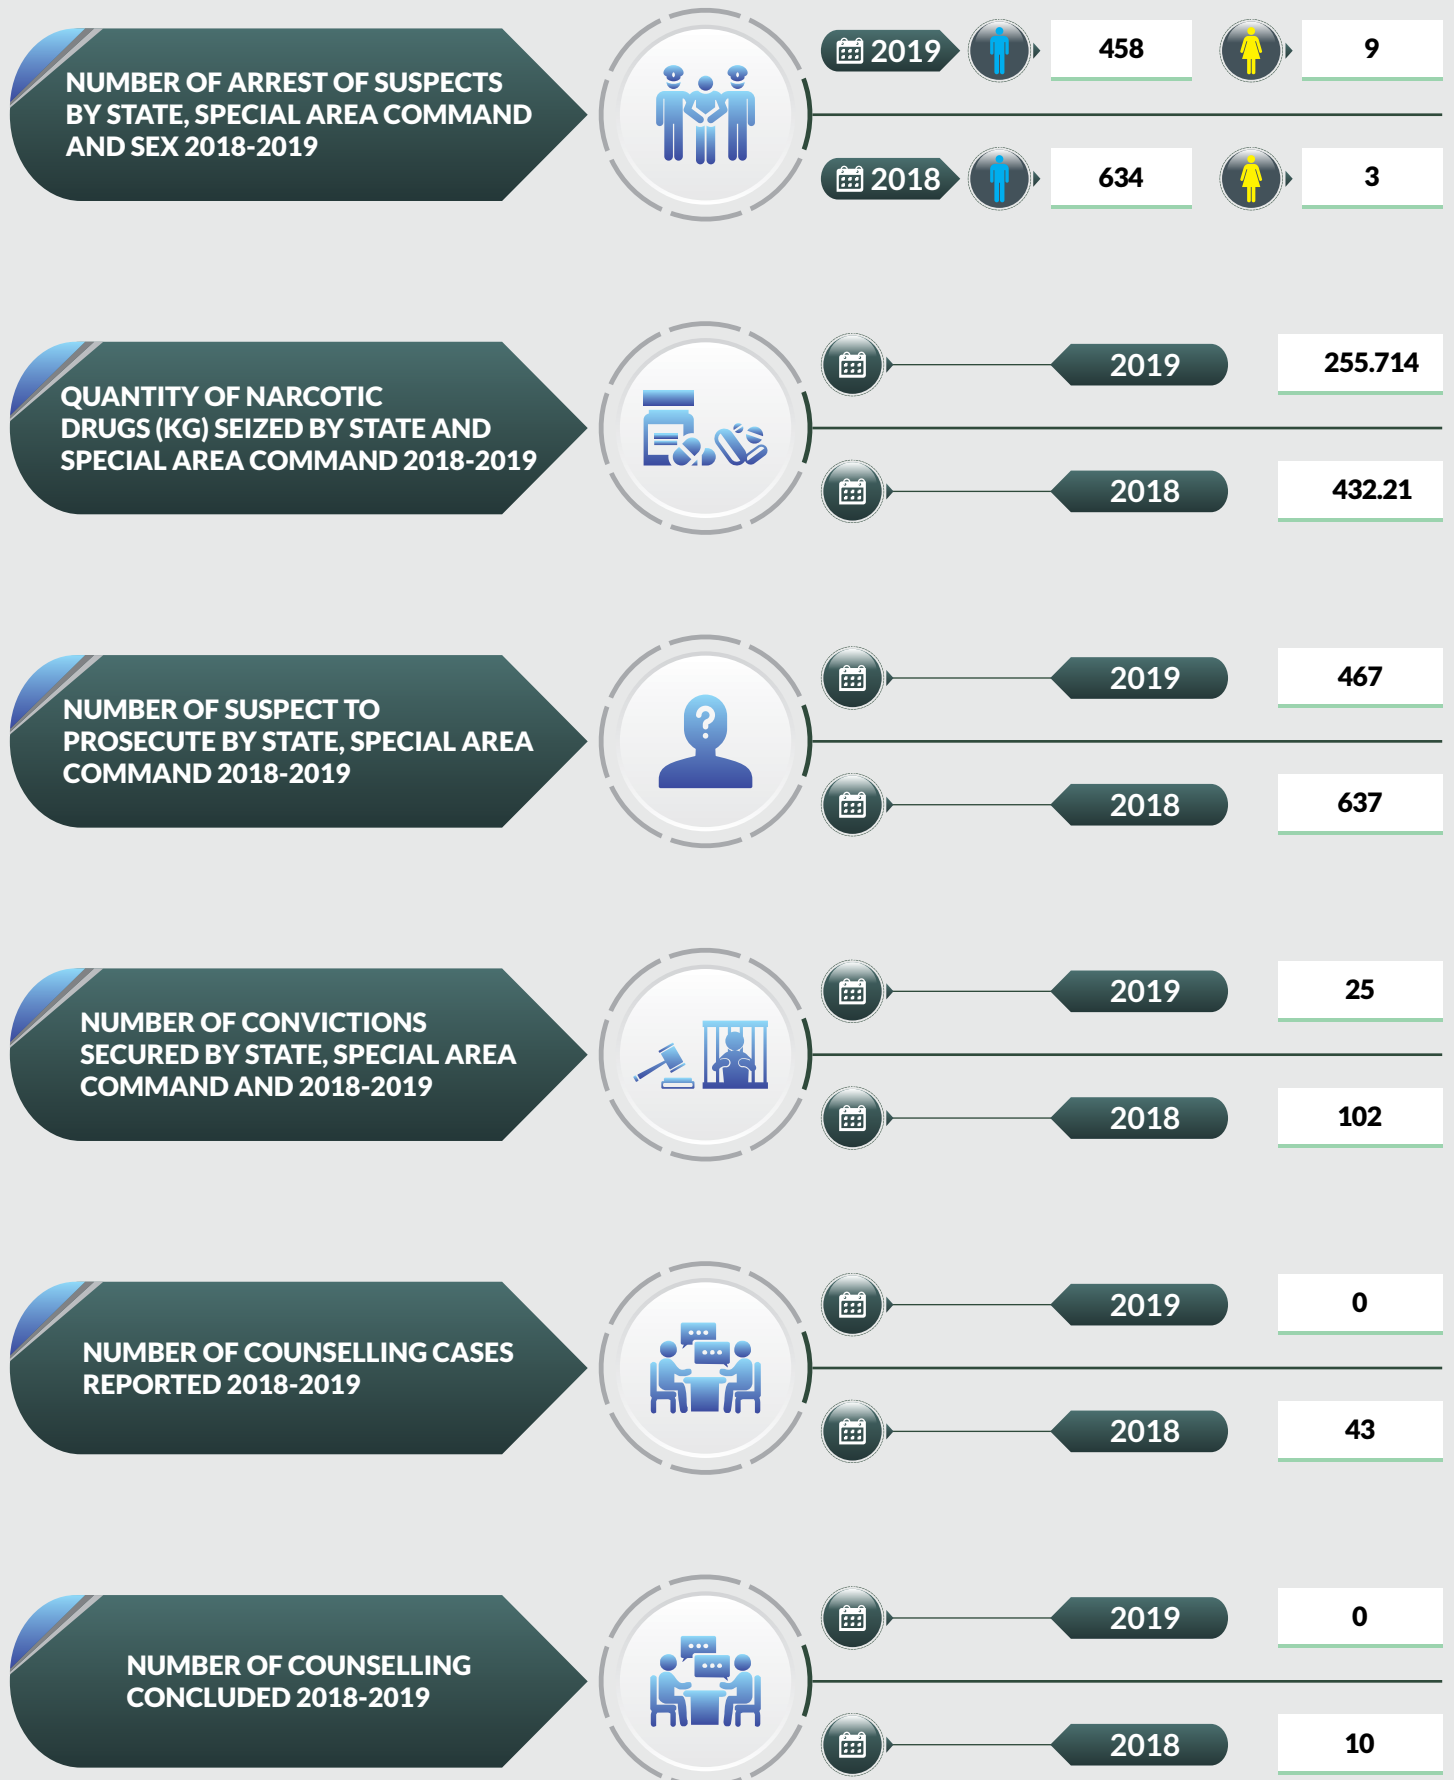 NUMBER OF ARREST OF SUSPECTS
BY STATE, SPECIAL AREA COMMAND
AND SEX 2018-2019
2019
458
9
2018
634
3
QUANTITY OF NARCOTIC
DRUGS (KG) SEIZED BY STATE AND
SPECIAL AREA COMMAND 2018-2019
2019
255.714
2018
432.21
NUMBER OF SUSPECT TO
PROSECUTE BY STATE, SPECIAL AREA
COMMAND 2018-2019
?
2019
467
2018
637
NUMBER OF CONVICTIONS
SECURED BY STATE, SPECIAL AREA
COMMAND AND 2018-2019
2019
25
2018
102
NUMBER OF COUNSELLING CASES
REPORTED 2018-2019
2019
0
2018
43
NUMBER OF COUNSELLING
CONCLUDED 2018-2019
2019
0
2018
10